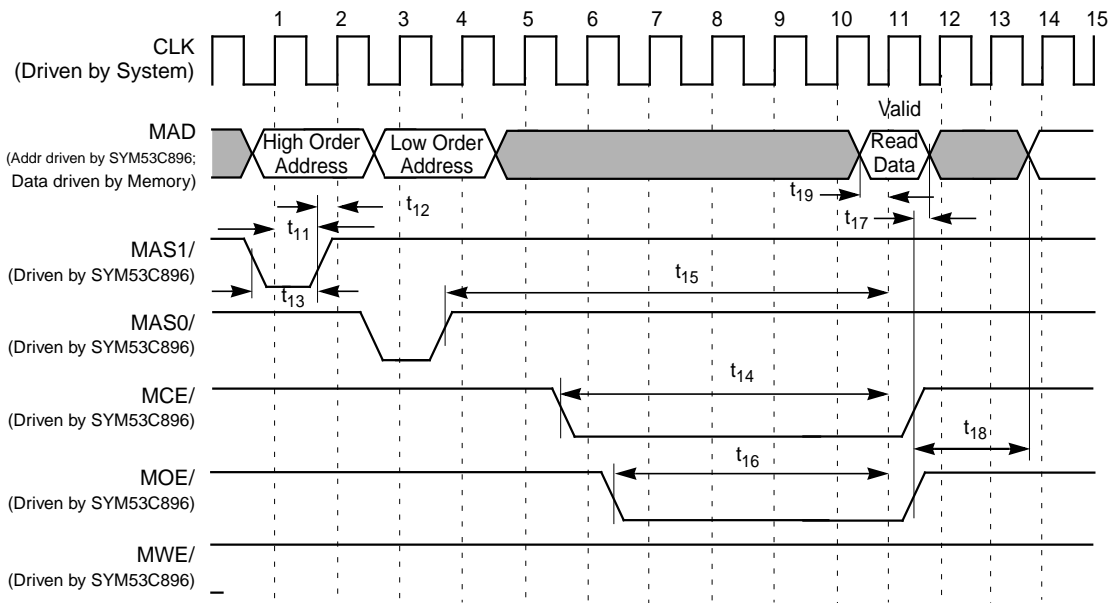 1 2 3 4 5 6 7 8 9 10 11 12 13 14 15
CLK
(Driven by System)
Valid
MAD
(Addr driven by SYM53C896;
Data driven by Memory)
High Order
Address
Low Order
Address
Read
Data
t19
t12
t17
t11
MAS1/
(Driven by SYM53C896)
t13
t15
MAS0/
(Driven by SYM53C896)
t14
MCE/
(Driven by SYM53C896)
t18
t16
MOE/
(Driven by SYM53C896)
MWE/
(Driven by SYM53C896)